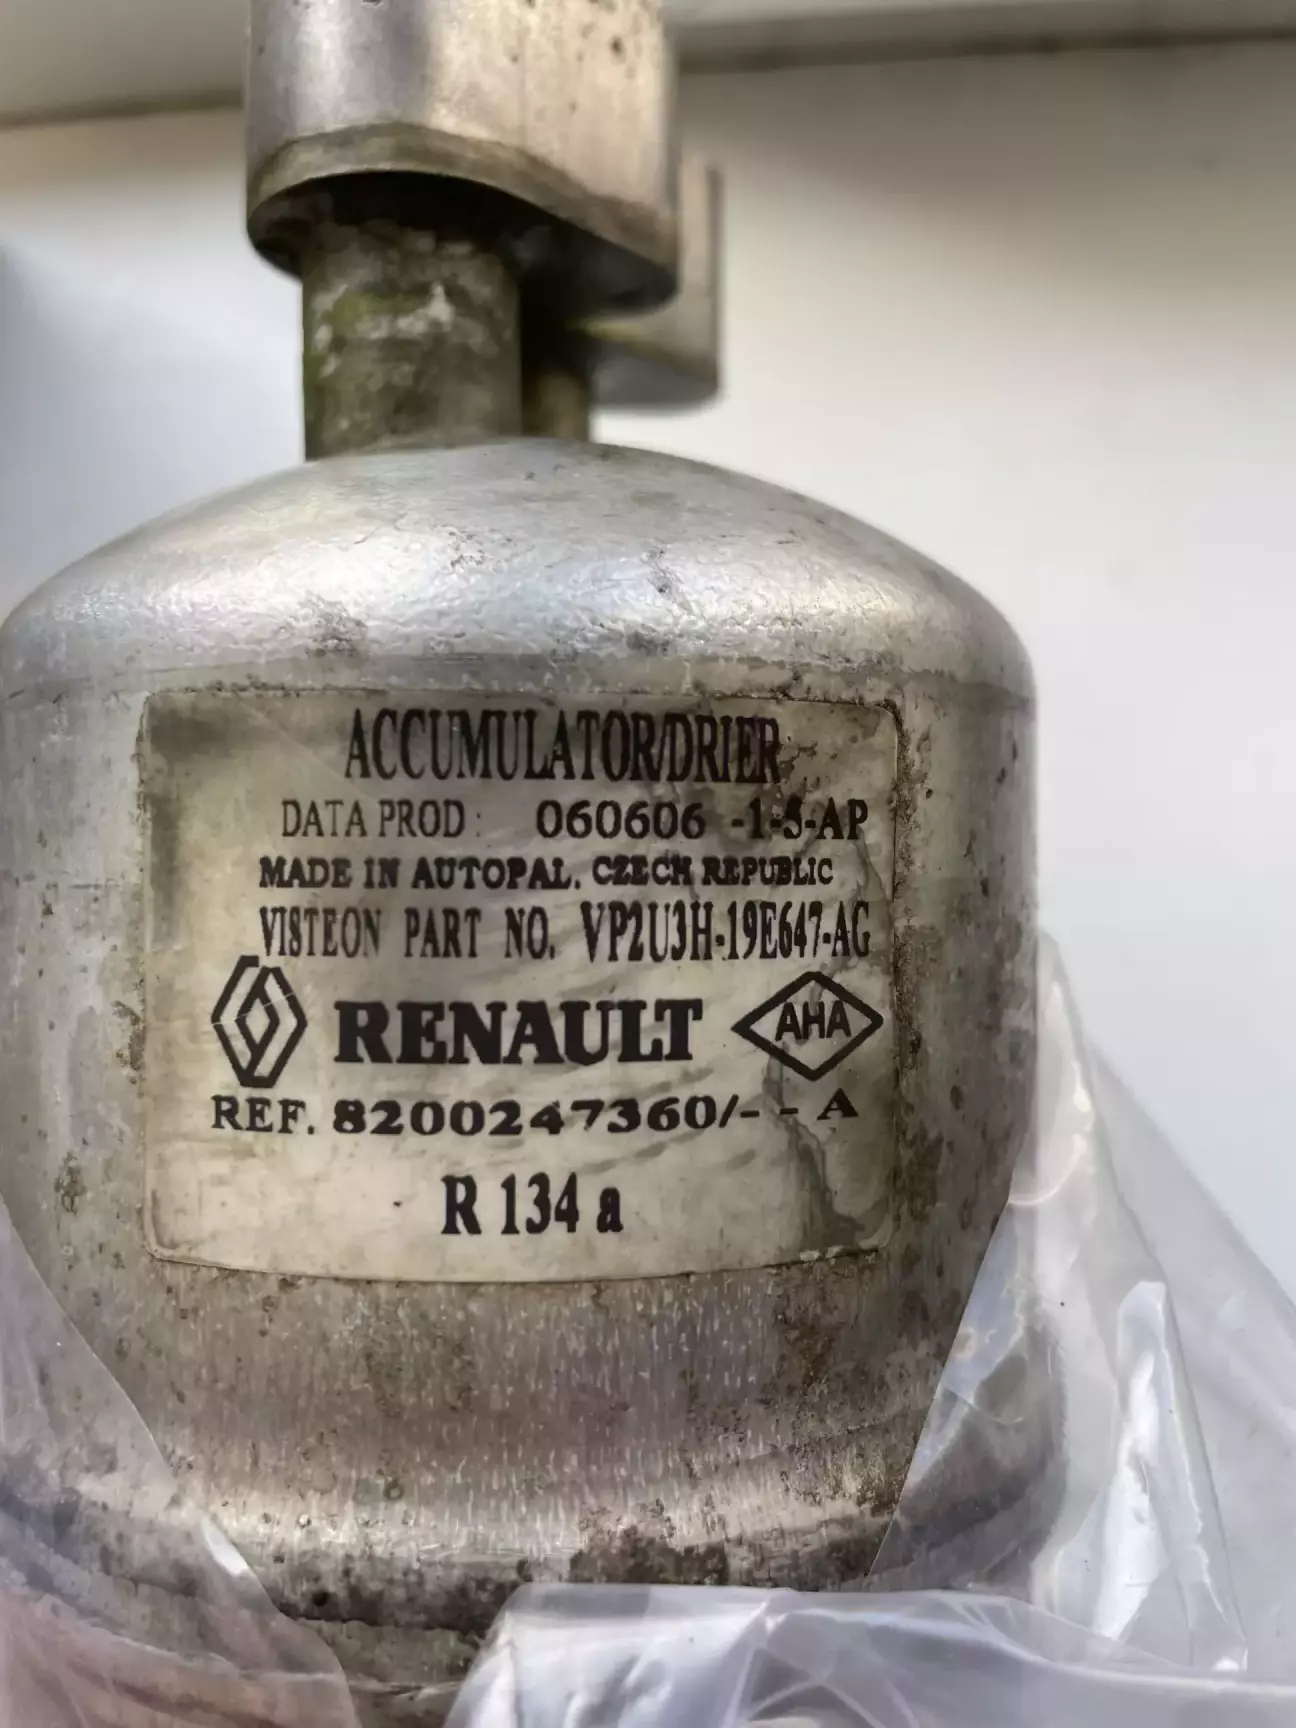 ACCUMULATOR/DRIER
DATA PROD: 060606 -1-5-AP
MADE IN AUTOPAL, CZECH REPUBLIC
VISTEON PART NO. VP2U3H-19E647-AG
RENAULT AHA
REF. 8200247360/- - A
R 134 a